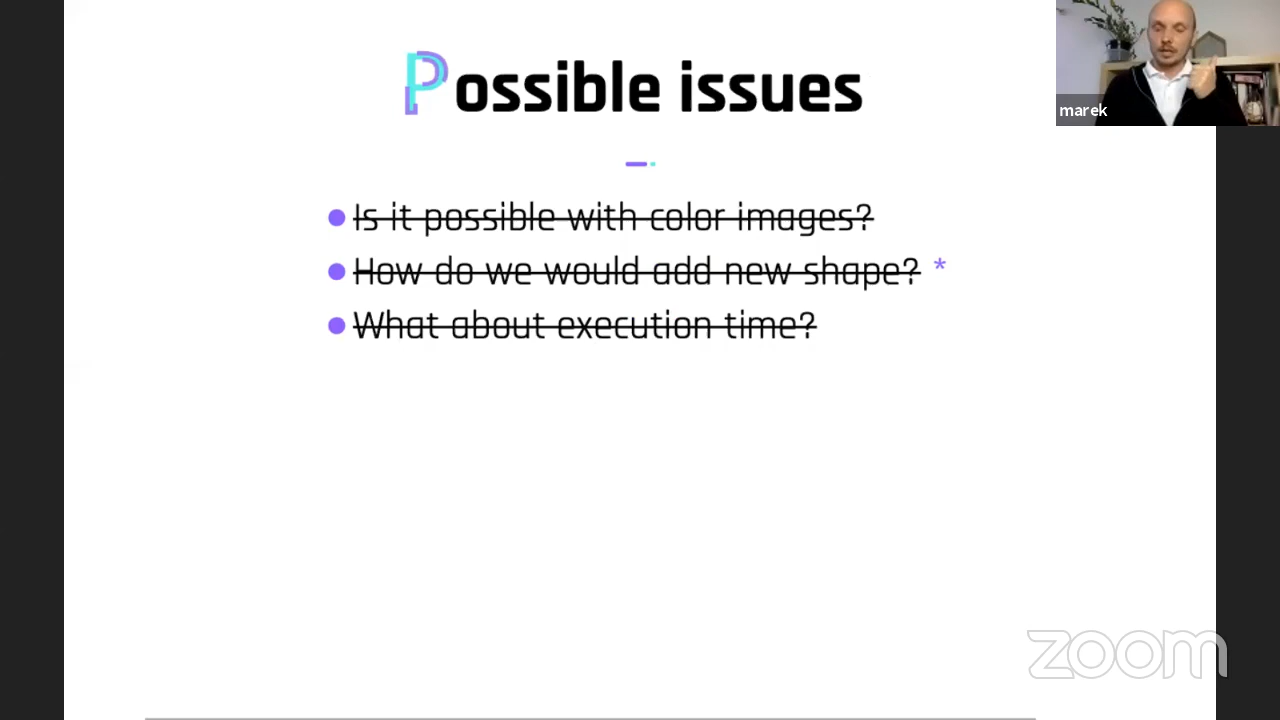 Possible issues
marek
Is it possible with color images?
How do we would add new shape? *
What about execution time?
zoom